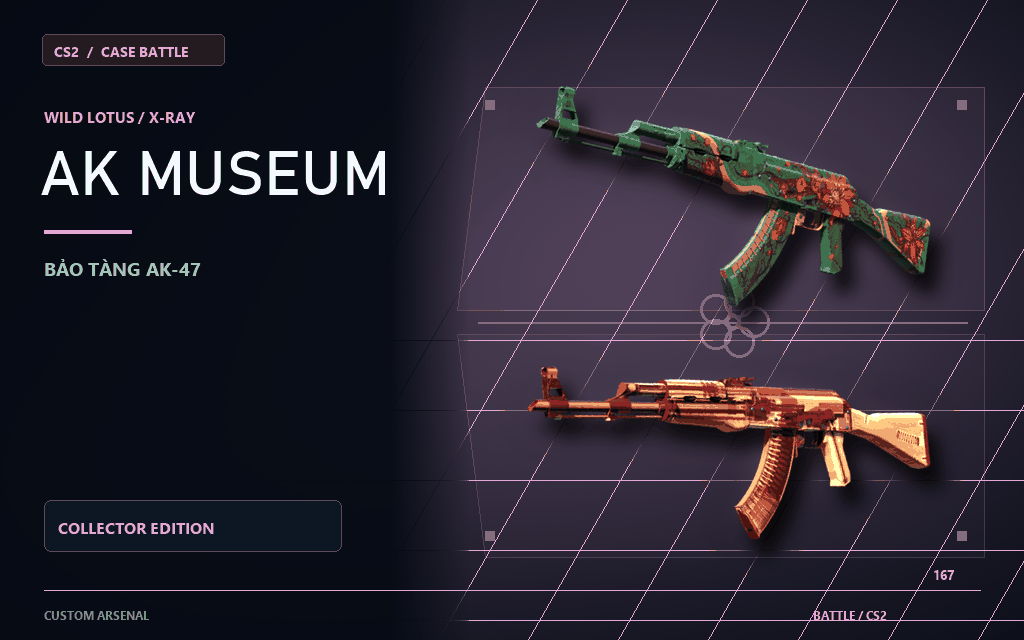 CS2 / CASE BATTLE
WILD LOTUS / X-RAY
AK MUSEUM
BẢO TÀNG AK-47
COLLECTOR EDITION
167
CUSTOM ARSENAL
BATTLE / CS2